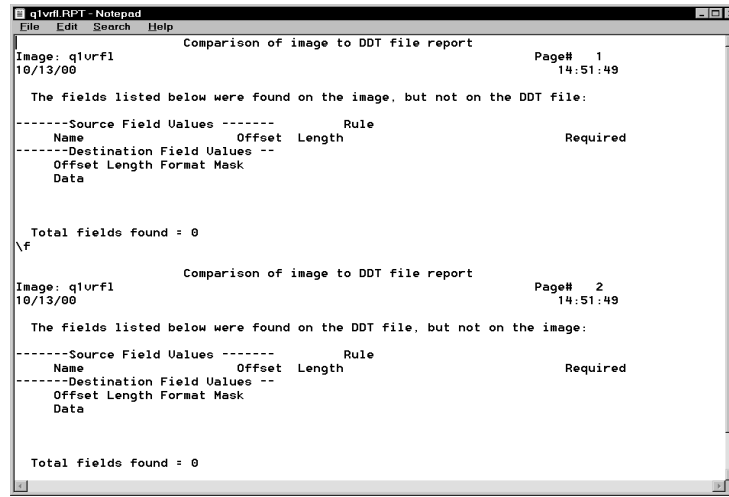 q1vrfl.RPT - Notepad
File Edit Search Help
Comparison of image to DDT file report
Image: q1vrfl Page# 1
10/13/00 14:51:49
The fields listed below were found on the image, but not on the DDT file:
-------Source Field Values ------- Rule
Name Offset Length Required
-------Destination Field Values --
Offset Length Format Mask
Data
Total fields found = 0
\f
Comparison of image to DDT file report
Image: q1vrfl Page# 2
10/13/00 14:51:49
The fields listed below were found on the DDT file, but not on the image:
-------Source Field Values ------- Rule
Name Offset Length Required
-------Destination Field Values --
Offset Length Format Mask
Data
Total fields found = 0